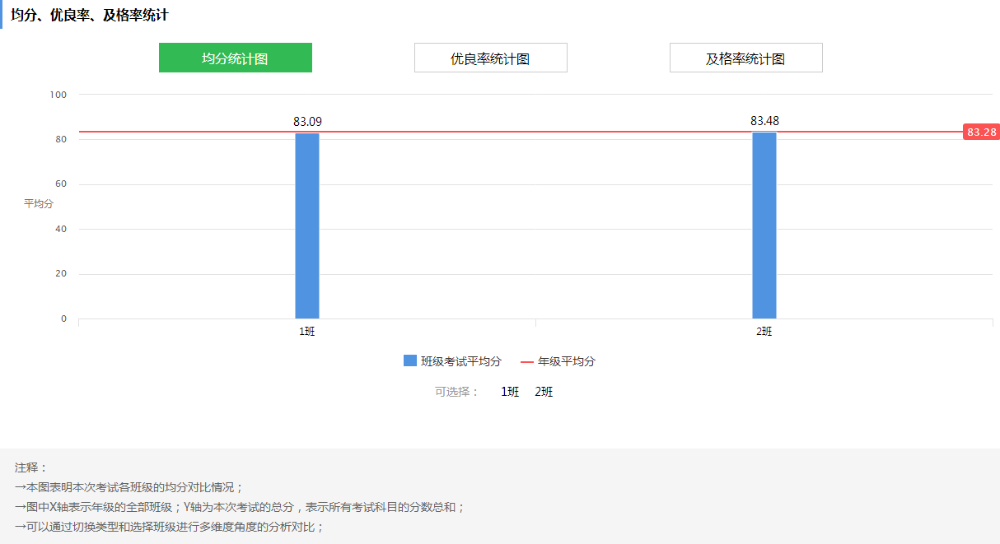 均分、优良率、及格率统计
均分统计图 优良率统计图 及格率统计图
100
83.09 83.48
83.28
80
60
平均分
40
20
0
1班 2班
班级考试平均分 年级平均分
可选择： 1班 2班
注释：
→本图表明本次考试各班级的均分对比情况；
→图中X轴表示年级的全部班级；Y轴为本次考试的总分，表示所有考试科目的分数总和；
→可以通过切换类型和选择班级进行多维度角度的分析对比；